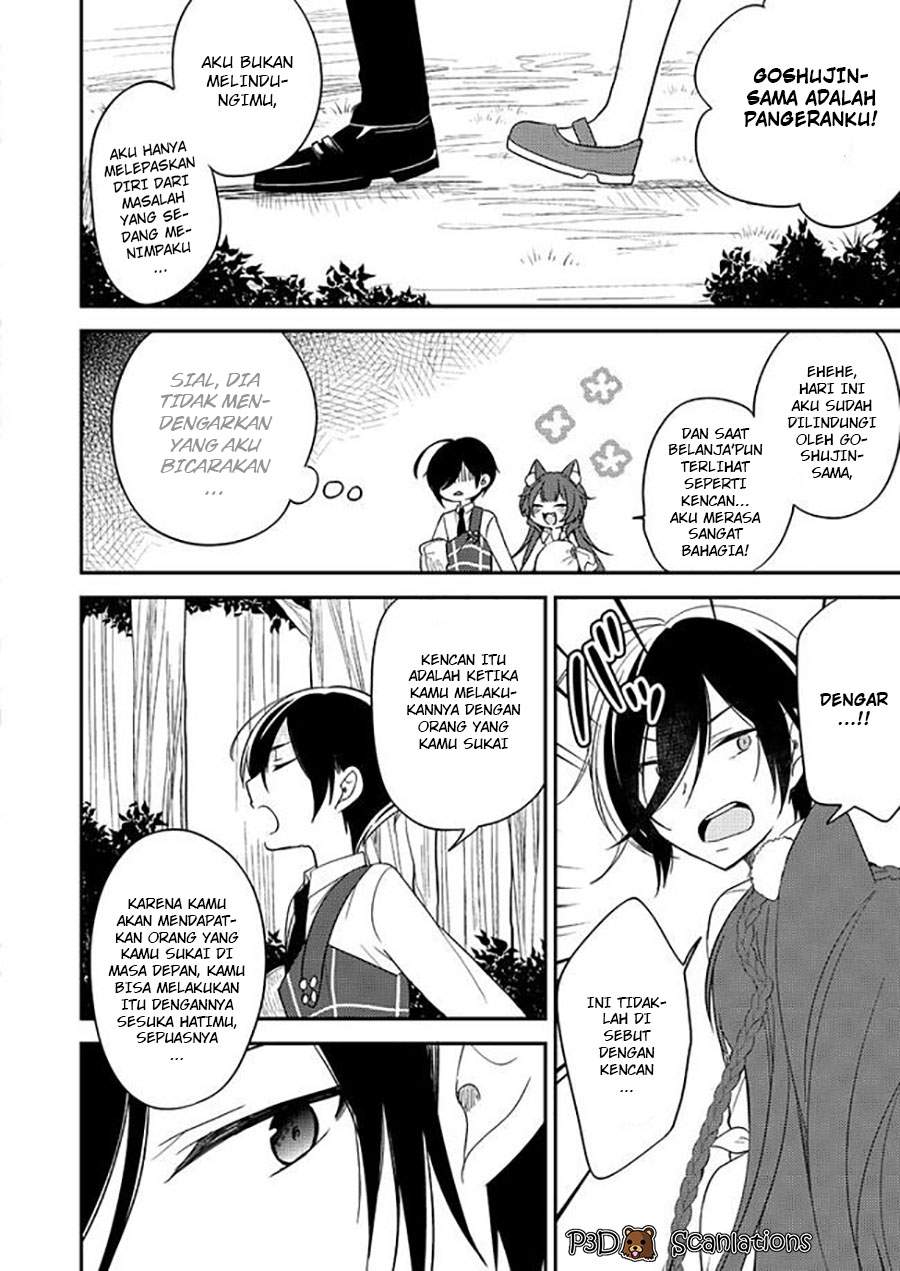 GOSHUJIN-
SAMA ADALAH
PANGERANKU!
AKU BUKAN
MELINDU-
NGIMU,
AKU HANYA
MELEPASKAN
DIRI DARI
MASALAH
YANG SE-
DANG ME-
NIMPAKU
...
EHEHE,
HARI INI
AKU SUDAH
DILINDUNGI
OLEH GO-
SHUJIN-
SAMA,
DAN SAAT
BELANJA'PUN
TERLIHAT
SEPERTI
KENCAN...
AKU MERASA
SANGAT
BAHAGIA!
SIAL, DIA
TIDAK MEN-
DENGARKAN
YANG AKU
BICARAKAN
...
DENGAR
...!!
INI TIDAK-
LAH DI
SEBUT
DENGAN
KENCAN
...
KENCAN ITU
ADALAH KETIKA
KAMU MELAKU-
KANNYA DENGAN
ORANG YANG
KAMU SUKAI
KARENA KAMU
AKAN MENDAPAT-
KAN ORANG YANG
KAMU SUKAI DI
MASA DEPAN, KAMU
BISA MELAKUKAN
ITU DENGANNYA
SESUKA HATIMU,
SEPUASNYA
...
P3D Scanlations